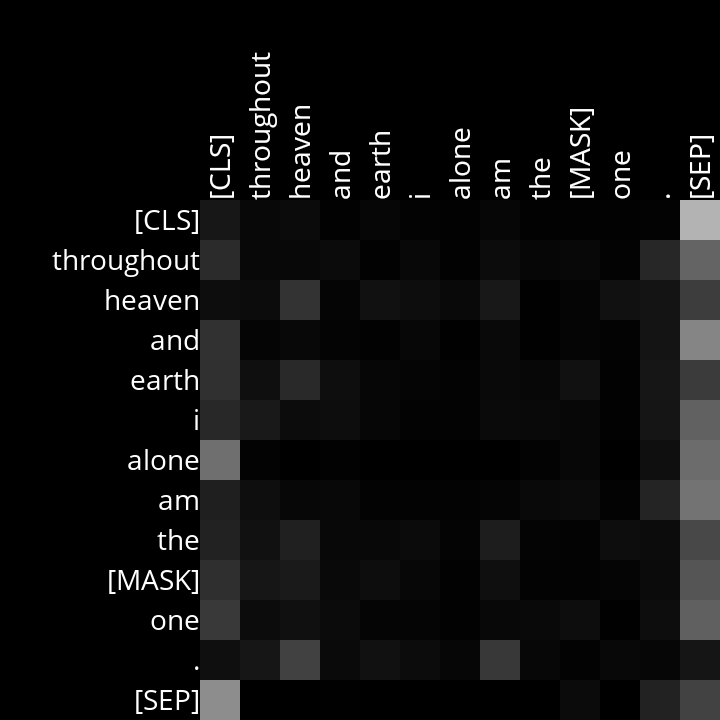 [CLS] throughout heaven and earth i alone am the [MASK] one . [SEP]
[CLS]
throughout
heaven
and
earth
i
alone
am
the
[MASK]
one
.
[SEP]